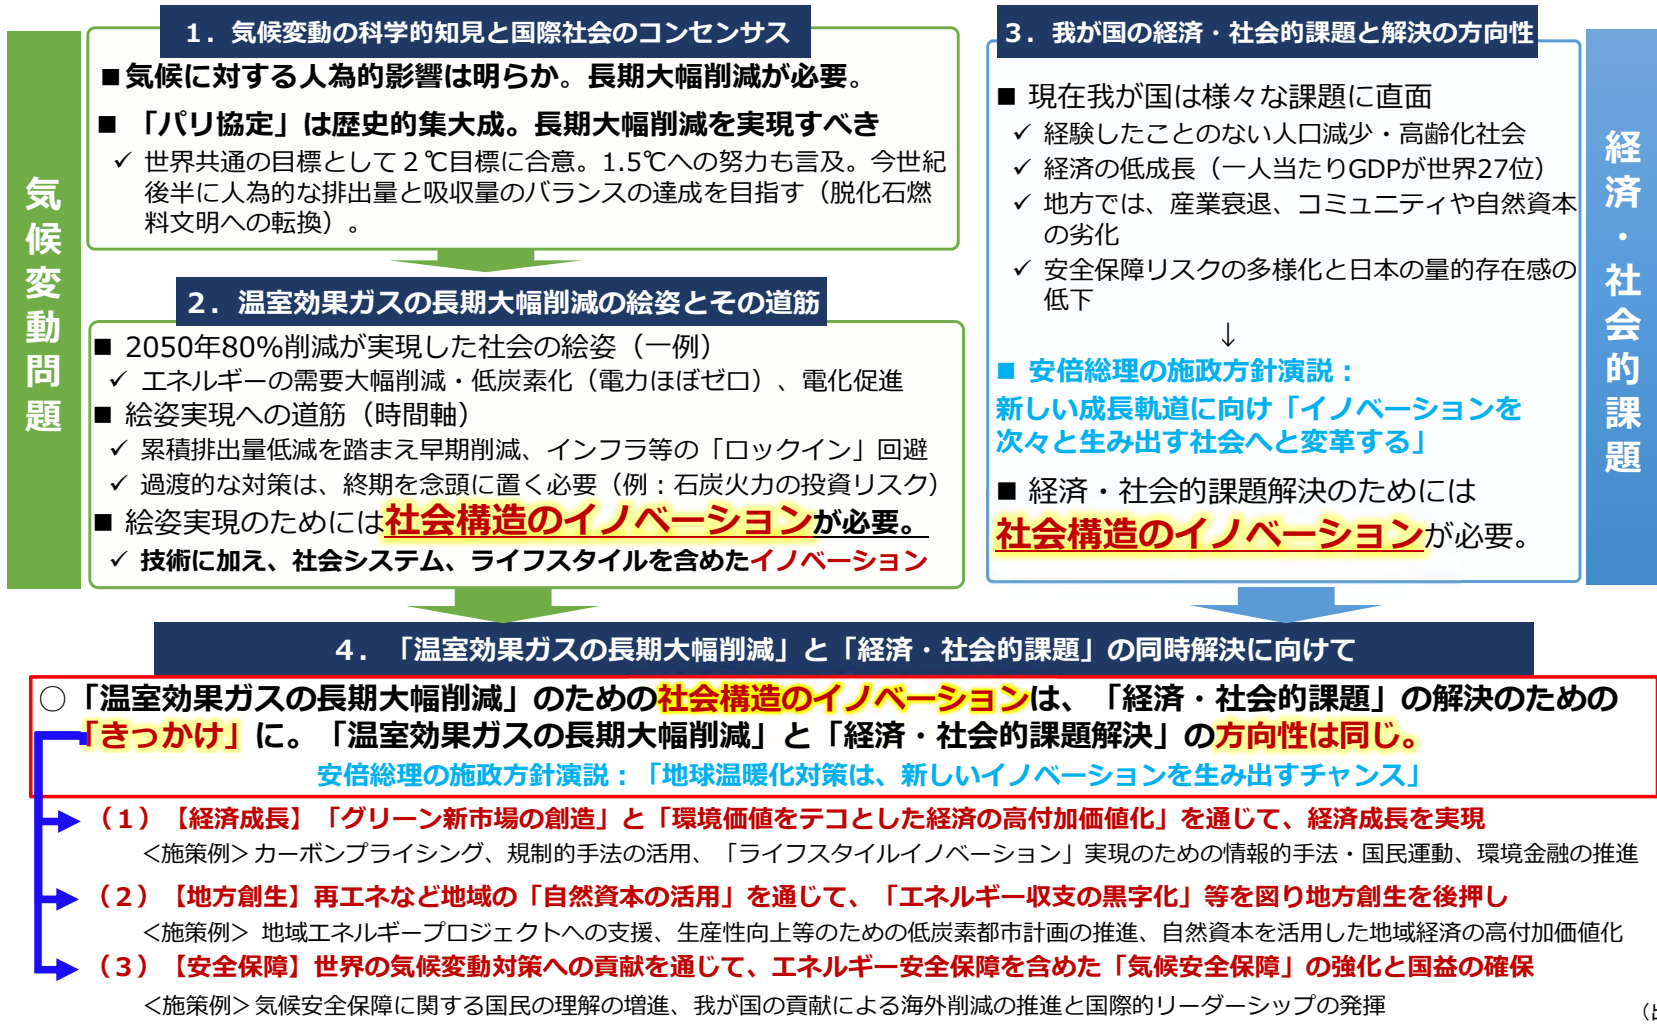 気候変動問題
1．気候変動の科学的知見と国際社会のコンセンサス
■気候に対する人為的影響は明らか。長期大幅削減が必要。
■ 「パリ協定」は歴史的集大成。長期大幅削減を実現すべき
✓ 世界共通の目標として２℃目標に合意。1.5℃への努力も言及。今世紀
後半に人為的な排出量と吸収量のバランスの達成を目指す（脱化石燃
料文明への転換）。
2．温室効果ガスの長期大幅削減の絵姿とその道筋
■ 2050年80%削減が実現した社会の絵姿（一例）
✓ エネルギーの需要大幅削減・低炭素化（電力ほぼゼロ）、電化促進
■ 絵姿実現への道筋（時間軸）
✓ 累積排出量低減を踏まえ早期削減、インフラ等の「ロックイン」回避
✓ 過渡的な対策は、終期を念頭に置く必要（例：石炭火力の投資リスク）
■ 絵姿実現のためには社会構造のイノベーションが必要。
✓ 技術に加え、社会システム、ライフスタイルを含めたイノベーション
3．我が国の経済・社会的課題と解決の方向性
■ 現在我が国は様々な課題に直面
✓ 経験したことのない人口減少・高齢化社会
✓ 経済の低成長（一人当たりGDPが世界27位）
✓ 地方では、産業衰退、コミュニティや自然資本
の劣化
✓ 安全保障リスクの多様化と日本の量的存在感の
低下
↓
■ 安倍総理の施政方針演説：
新しい成長軌道に向け「イノベーションを
次々と生み出す社会へと変革する」
■ 経済・社会的課題解決のためには
社会構造のイノベーションが必要。
経済・社会的課題
4．「温室効果ガスの長期大幅削減」と「経済・社会的課題」の同時解決に向けて
○「温室効果ガスの長期大幅削減」のための社会構造のイノベーションは、「経済・社会的課題」の解決のための
「きっかけ」に。「温室効果ガスの長期大幅削減」と「経済・社会的課題解決」の方向性は同じ。
安倍総理の施政方針演説：「地球温暖化対策は、新しいイノベーションを生み出すチャンス」
（1）【経済成長】「グリーン新市場の創造」と「環境価値をテコとした経済の高付加価値化」を通じて、経済成長を実現
＜施策例＞カーボンプライシング、規制的手法の活用、「ライフスタイルイノベーション」実現のための情報的手法・国民運動、環境金融の推進
（2）【地方創生】再エネなど地域の「自然資本の活用」を通じて、「エネルギー収支の黒字化」等を図り地方創生を後押し
＜施策例＞ 地域エネルギープロジェクトへの支援、生産性向上等のための低炭素都市計画の推進、自然資本を活用した地域経済の高付加価値化
（3）【安全保障】世界の気候変動対策への貢献を通じて、エネルギー安全保障を含めた「気候安全保障」の強化と国益の確保
＜施策例＞気候安全保障に関する国民の理解の増進、我が国の貢献による海外削減の推進と国際的リーダーシップの発揮